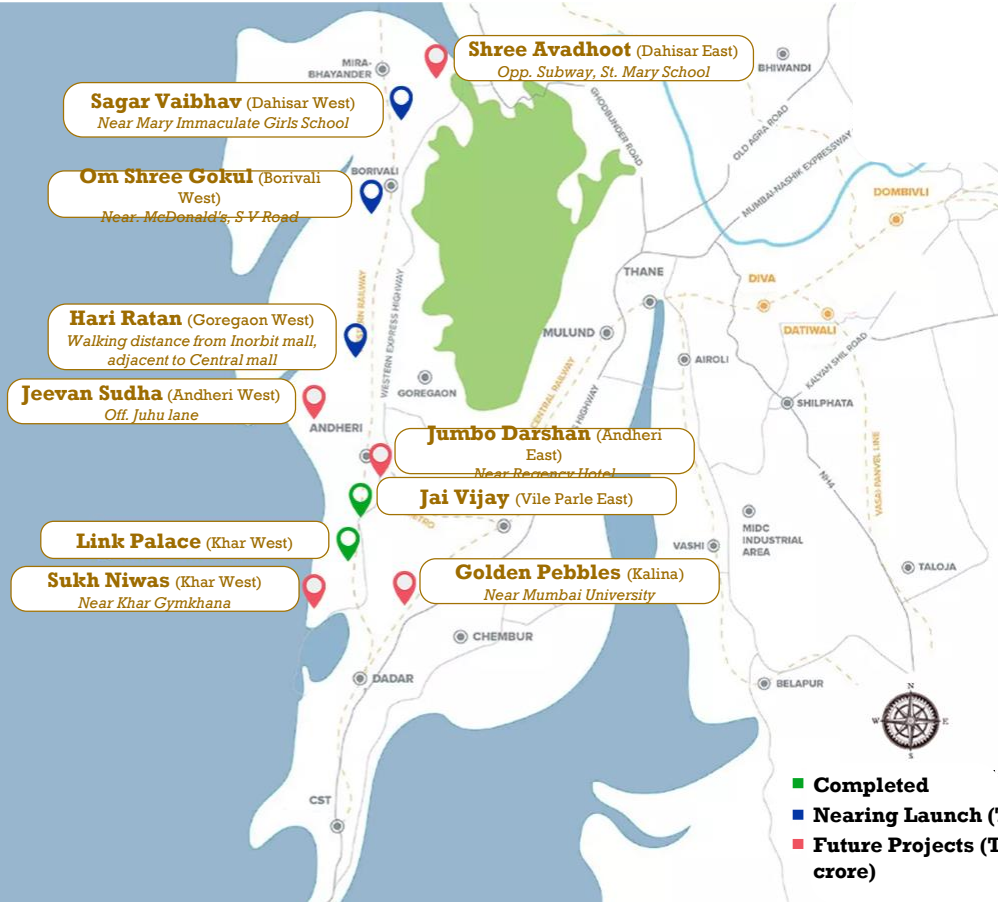 Shree Avadhoot (Dahisar East)
Opp. Subway, St. Mary School
MIRA-
BHAYANDER
BHIWANDI
Sagar Vaibhav (Dahisar West)
Near Mary Immaculate Girls School
GHODBUNDER ROAD
OLD AGRA ROAD
MUMBAI-NASHIK EXPRESSWAY
BORIVALI
Om Shree Gokul (Borivali
West)
Near. McDonald's, S V Road
DOMBIVLI
THANE
DIVA
WESTERN EXPRESS HIGHWAY
RAILWAY
Hari Ratan (Goregaon West)
Walking distance from Inorbit mall,
adjacent to Central mall
MULUND
DATIWALI
AIROLI
KALYAN SHIL ROAD
CENTRAL RAILWAY
HIGHWAY
GOREGAON
Jeevan Sudha (Andheri West)
Off. Juhu lane
SHILPHATA
ANDHERI
Jumbo Darshan (Andheri
East)
Near Regency Hotel
VASAI PANVEL LINE
NH4
Jai Vijay (Vile Parle East)
MIDC
INDUSTRIAL
AREA
Link Palace (Khar West)
VASHI
TALOJA
Sukh Niwas (Khar West)
Near Khar Gymkhana
Golden Pebbles (Kalina)
Near Mumbai University
CHEMBUR
DADAR
BELAPUR
N
W E
S
CST
Completed
Nearing Launch (
Future Projects (
crore)